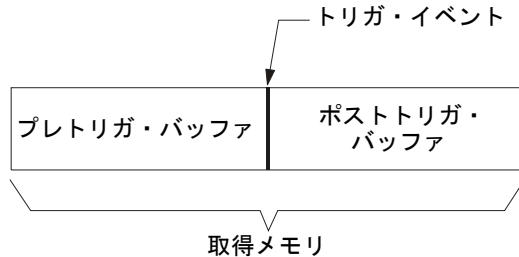 トリガ・イベント
プレトリガ・バッファ
ポストトリガ・
バッファ
取得メモリ